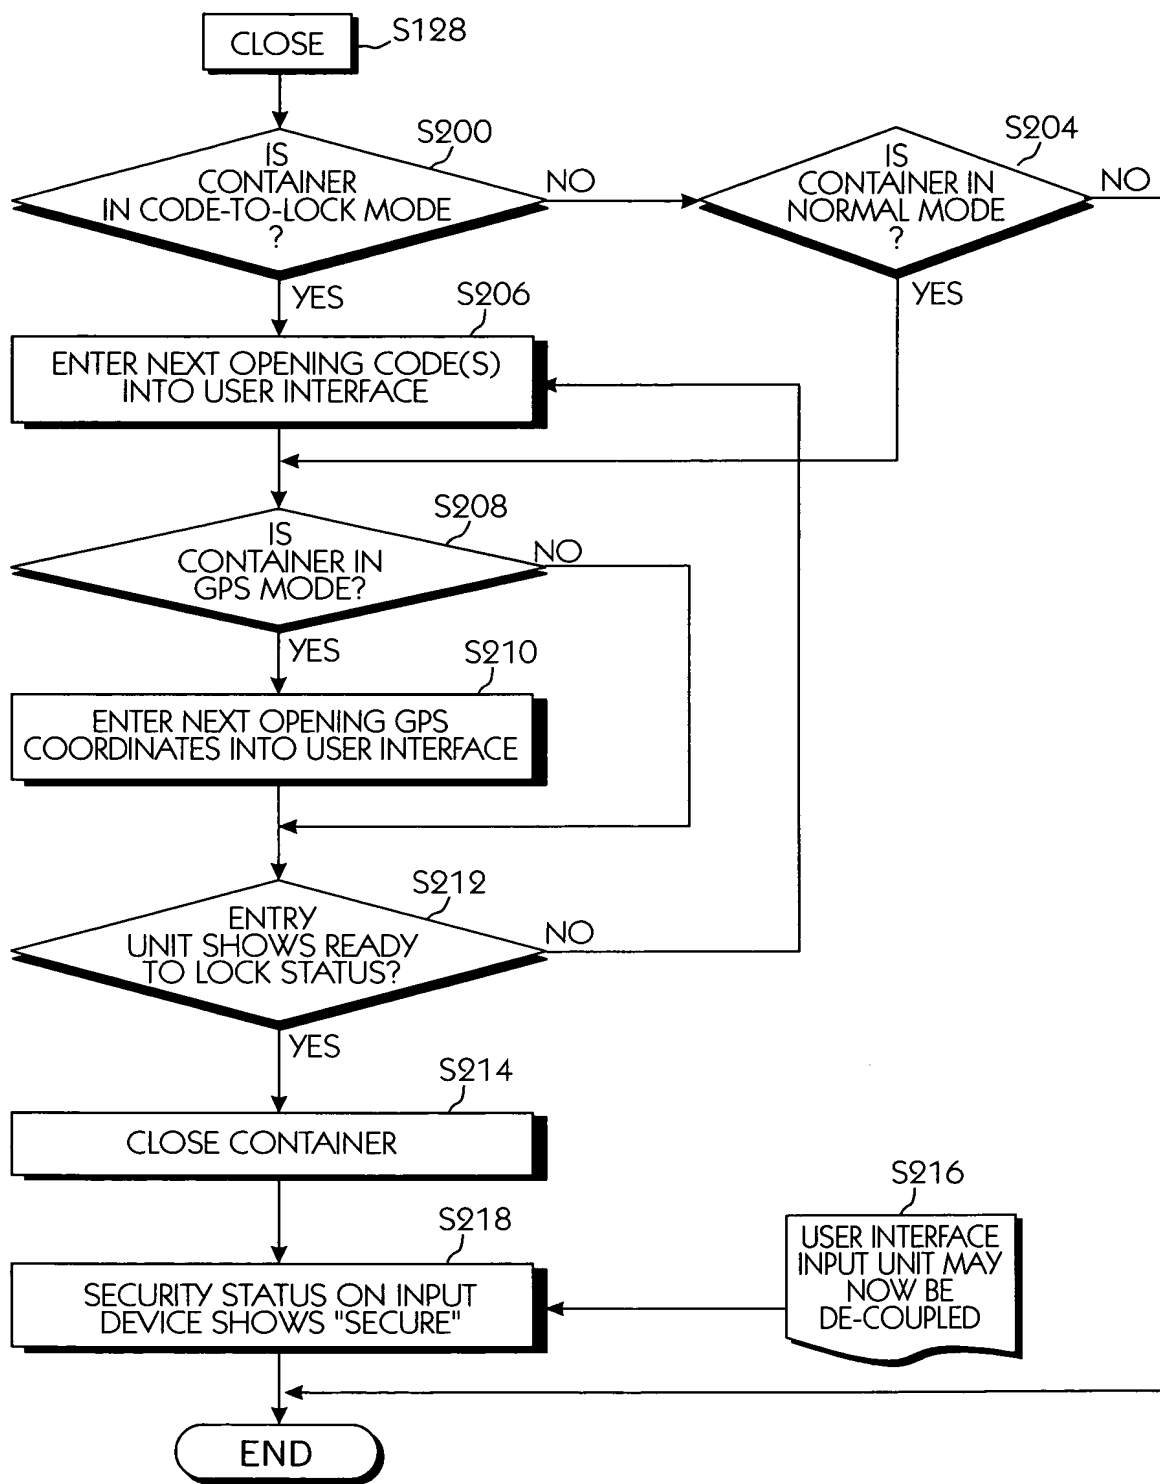 CLOSE
S128
S200
IS
CONTAINER
IN CODE-TO-LOCK MODE
?
NO
YES
S204
IS
CONTAINER IN
NORMAL MODE
?
NO
YES
S206
ENTER NEXT OPENING CODE(S)
INTO USER INTERFACE
S208
IS
CONTAINER IN
GPS MODE?
NO
YES
S210
ENTER NEXT OPENING GPS
COORDINATES INTO USER INTERFACE
S212
ENTRY
UNIT SHOWS READY
TO LOCK STATUS?
NO
YES
S214
CLOSE CONTAINER
S216
USER INTERFACE
INPUT UNIT MAY
NOW BE
DE-COUPLED
S218
SECURITY STATUS ON INPUT
DEVICE SHOWS "SECURE"
END